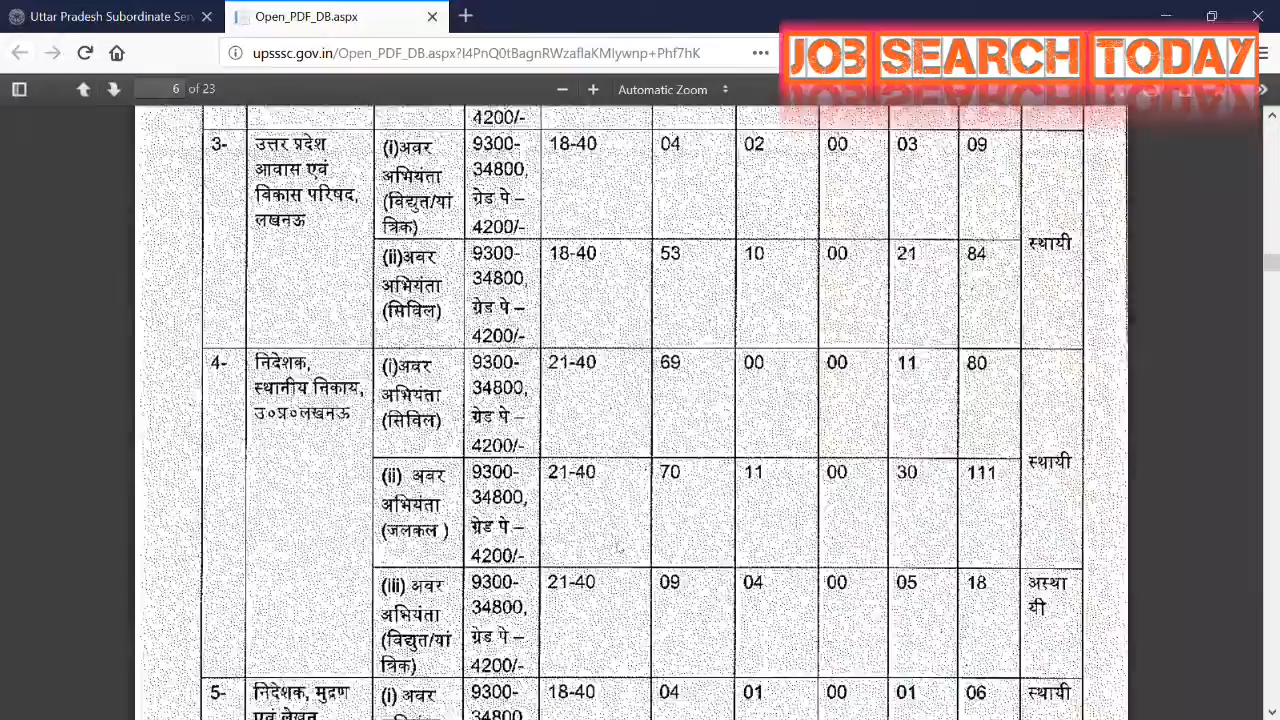 Uttar Pradesh Subordinate Ser
Open_PDF_DB.aspx
upsssc.gov.in/Open_PDF_DB.aspx?I4PnQ0tBagnRWzaflaKMlywnp+Phf7hK
JOB SEARCH TODAY
6 of 23
Automatic Zoom
4200/-
3- उत्तर प्रदेश (i)अवर 9300- 18-40 04 02 00 03 09
आवास एवं अभियंता 34800,
विकास परिषद, (विद्युत/यां ग्रेड पे –
लखनऊ त्रिक) 4200/-
स्थायी
(ii)अवर 9300- 18-40 53 10 00 21 84
अभियंता 34800,
(सिविल) ग्रेड पे –
4200/-
4- निदेशक, (i)अवर 9300- 21-40 69 00 00 11 80
स्थानीय निकाय, अभियंता 34800,
उ०प्र०लखनऊ (सिविल) ग्रेड पे –
4200/-
स्थायी
(ii) अवर 9300- 21-40 70 11 00 30 111
अभियंता 34800,
(जलकल ) ग्रेड पे –
4200/-
(iii) अवर 9300- 21-40 09 04 00 05 18 अस्था
अभियंता 34800, यी
(विद्युत/यां ग्रेड पे –
त्रिक) 4200/-
5- निदेशक, मुद्रण (i) अवर 9300- 18-40 04 01 00 01 06 स्थायी
एवं लेखन 34800